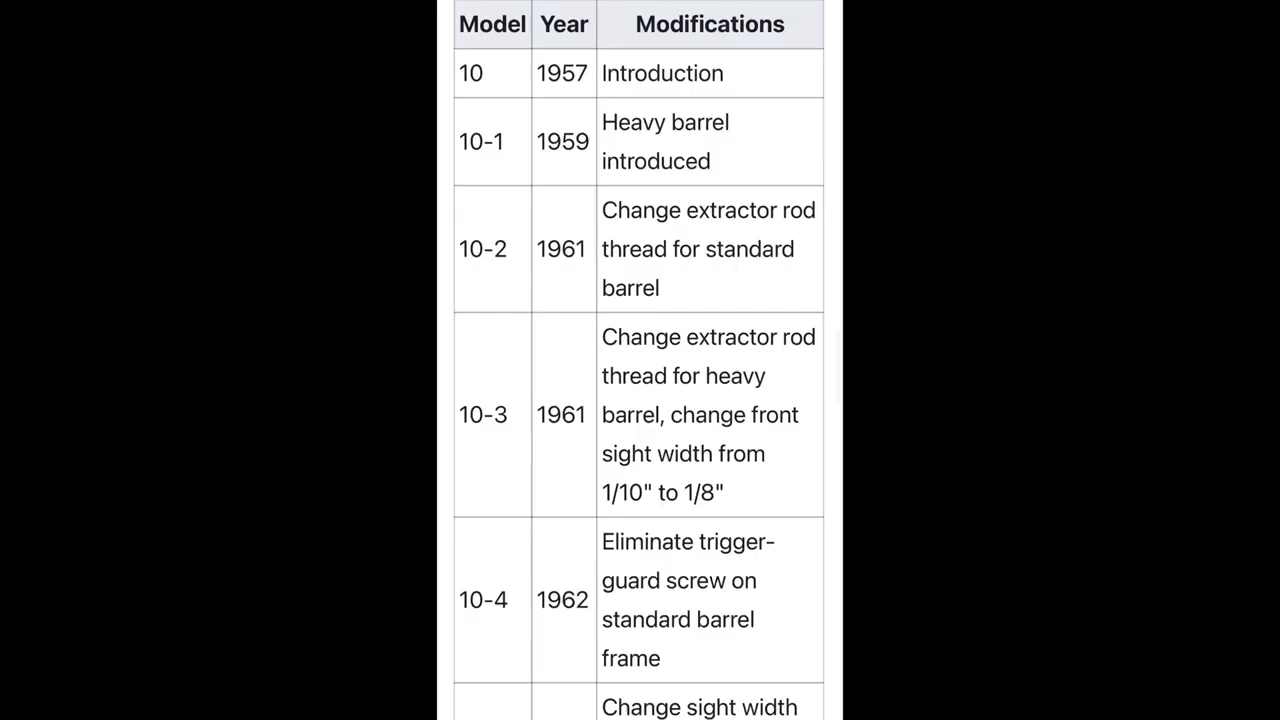 Model Year Modifications
10 1957 Introduction
10-1 1959 Heavy barrel
introduced
10-2 1961 Change extractor rod
thread for standard
barrel
10-3 1961 Change extractor rod
thread for heavy
barrel, change front
sight width from
1/10" to 1/8"
10-4 1962 Eliminate trigger-
guard screw on
standard barrel
frame
Change sight width